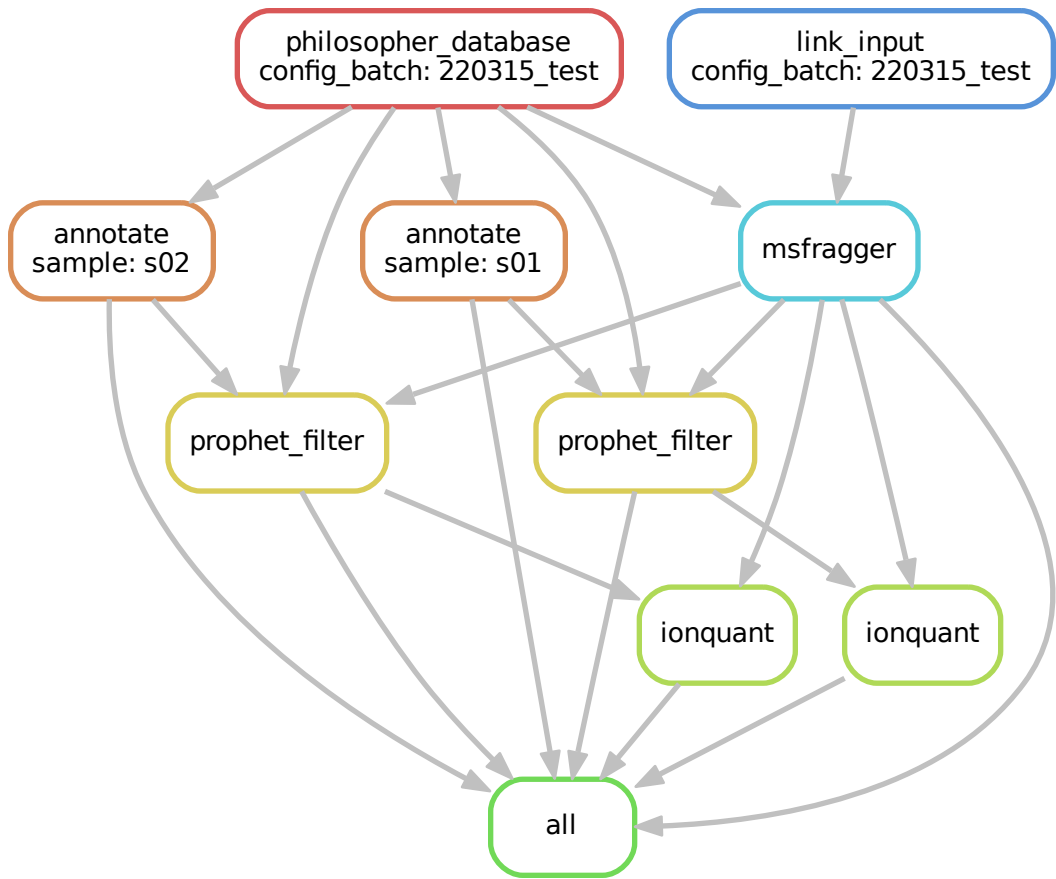 philosopher_database
config_batch: 220315_test
link_input
config_batch: 220315_test
annotate
sample: s02
annotate
sample: s01
msfragger
prophet_filter
prophet_filter
ionquant
ionquant
all